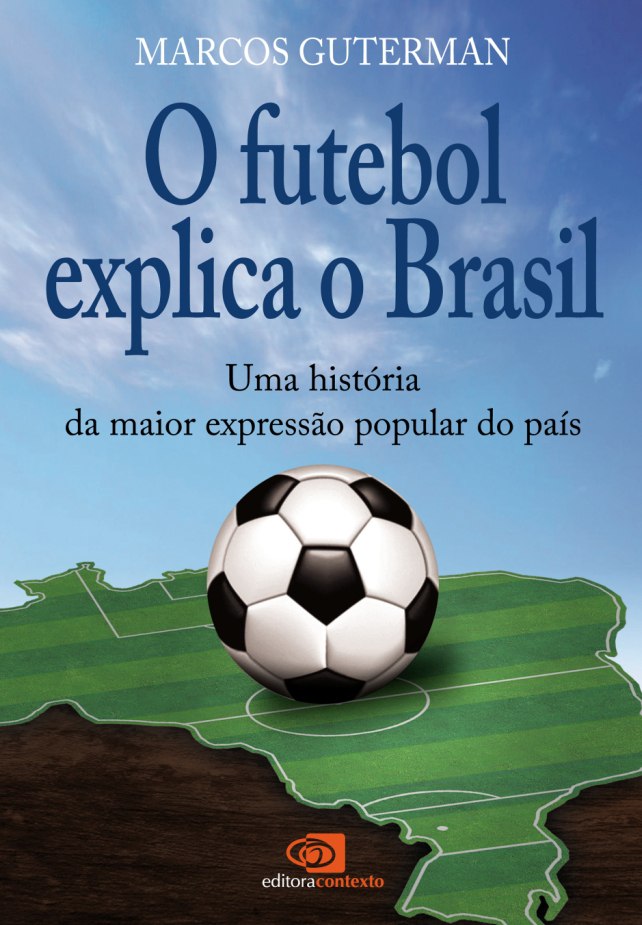 MARCOS GUTERMAN
O futebol
explica o Brasil
Uma história
da maior expressão popular do país
editoracontexto